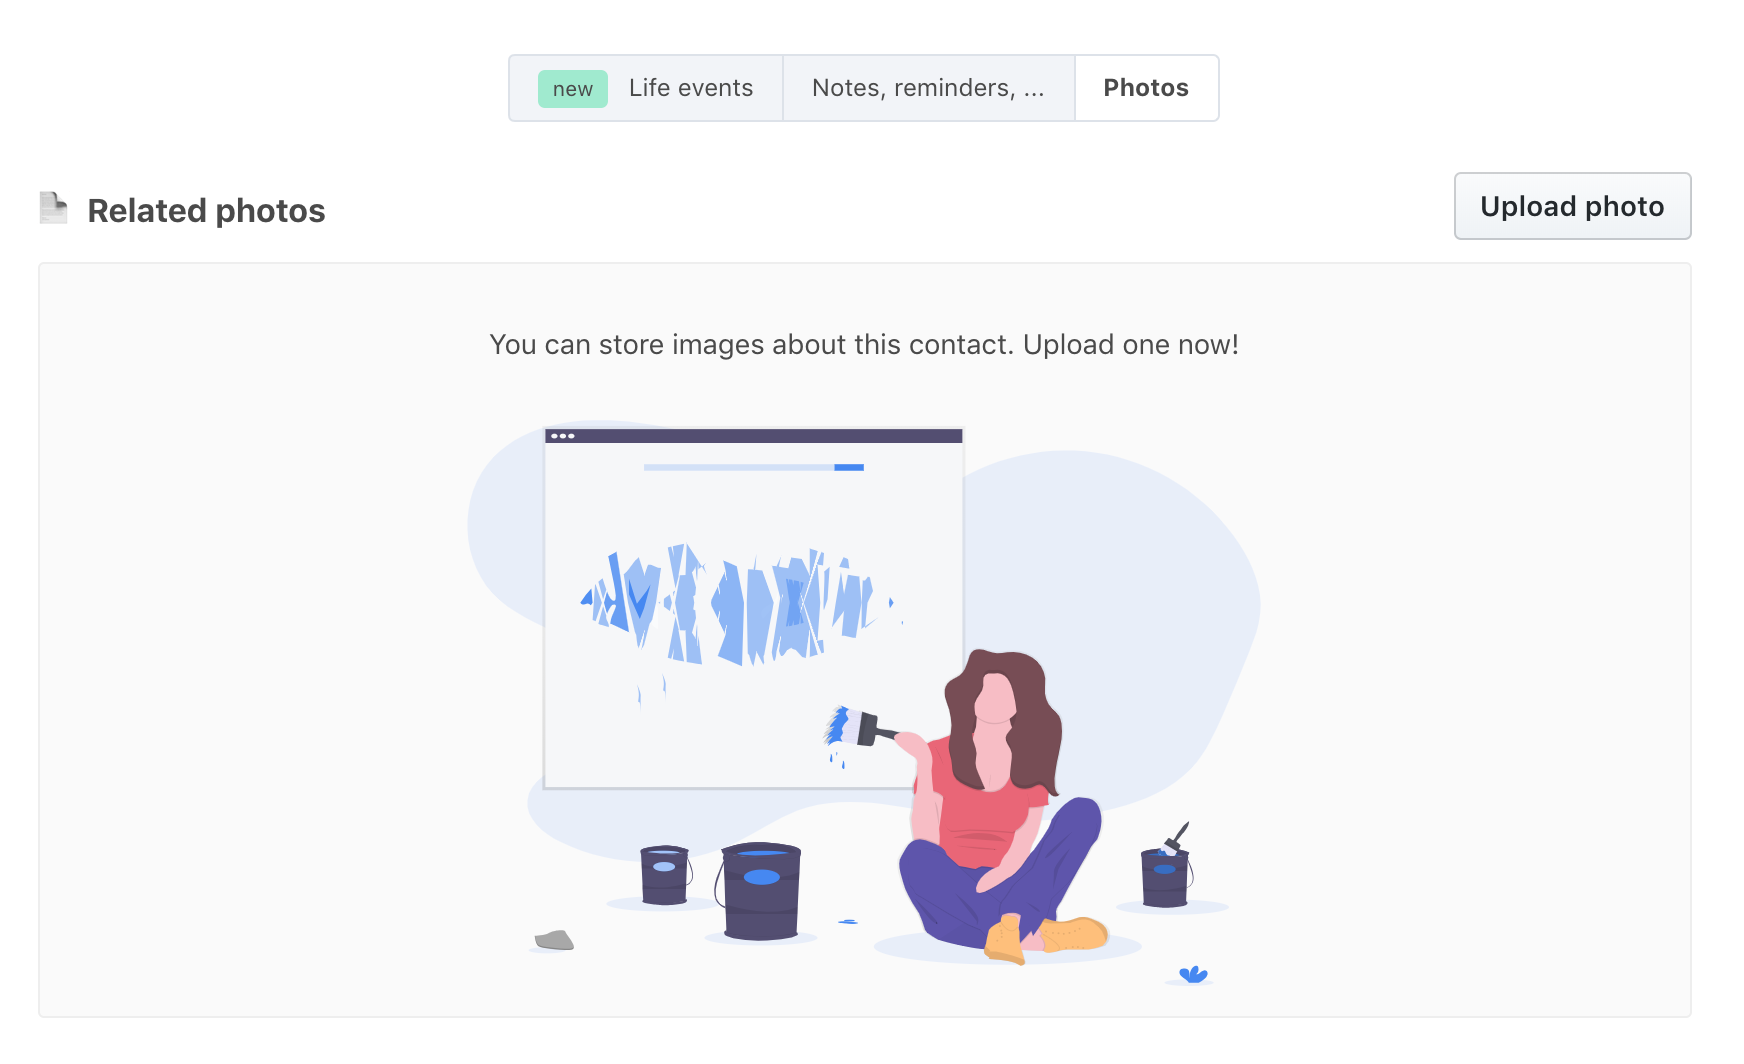 new Life events Notes, reminders, ... Photos
Related photos
Upload photo
You can store images about this contact. Upload one now!